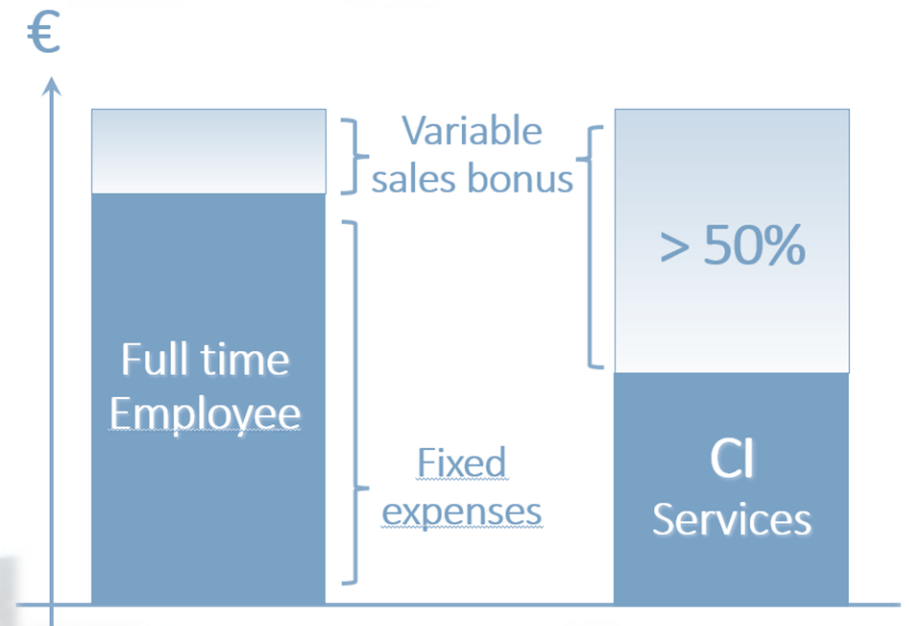 €
Variable
sales bonus
> 50%
Full time
Employee
Fixed
expenses
CI
Services